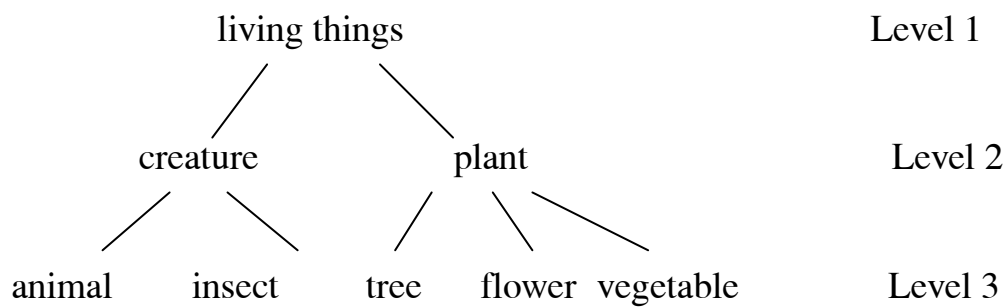 living things Level 1
creature plant Level 2
animal insect tree flower vegetable Level 3